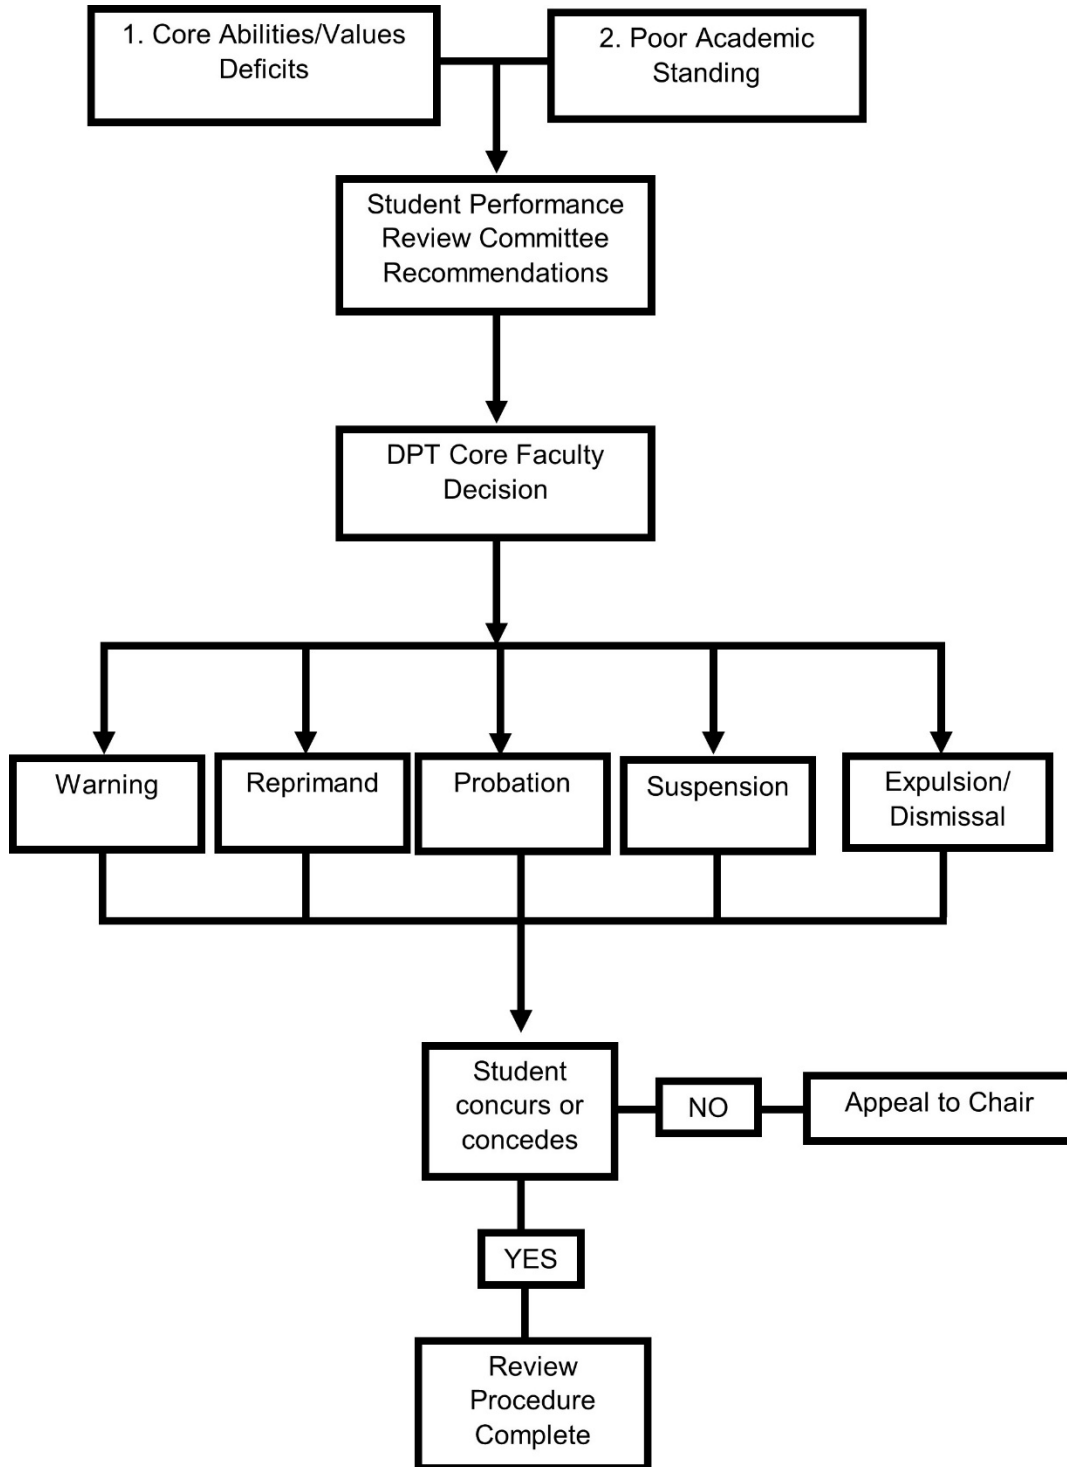 1. Core Abilities/Values
Deficits
2. Poor Academic
Standing
Student Performance
Review Committee
Recommendations
DPT Core Faculty
Decision
Warning
Reprimand
Probation
Suspension
Expulsion/
Dismissal
Student
concurs or
concedes
NO
Appeal to Chair
YES
Review
Procedure
Complete